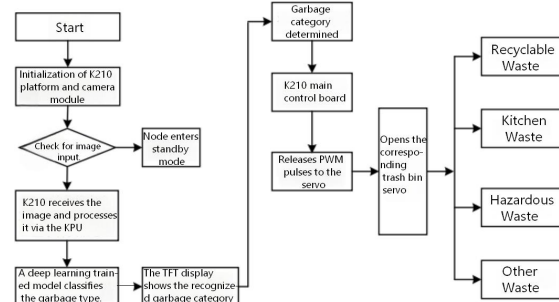 Start
Initialization of K210
platform and camera
module
Check for image
input.
Node enters
standby
mode
K210 receives the
image and processes
it via the KPU
A deep learning train-
ed model classifies
the garbage type.
The TFT display
shows the recognize-
d garbage category
Garbage
category
determined
K210 main
control board
Releases PWM
pulses to the
servo
Opens the
correspo-
nding
trash bin
servo
Recyclable
Waste
Kitchen
Waste
Hazardous
Waste
Other
Waste